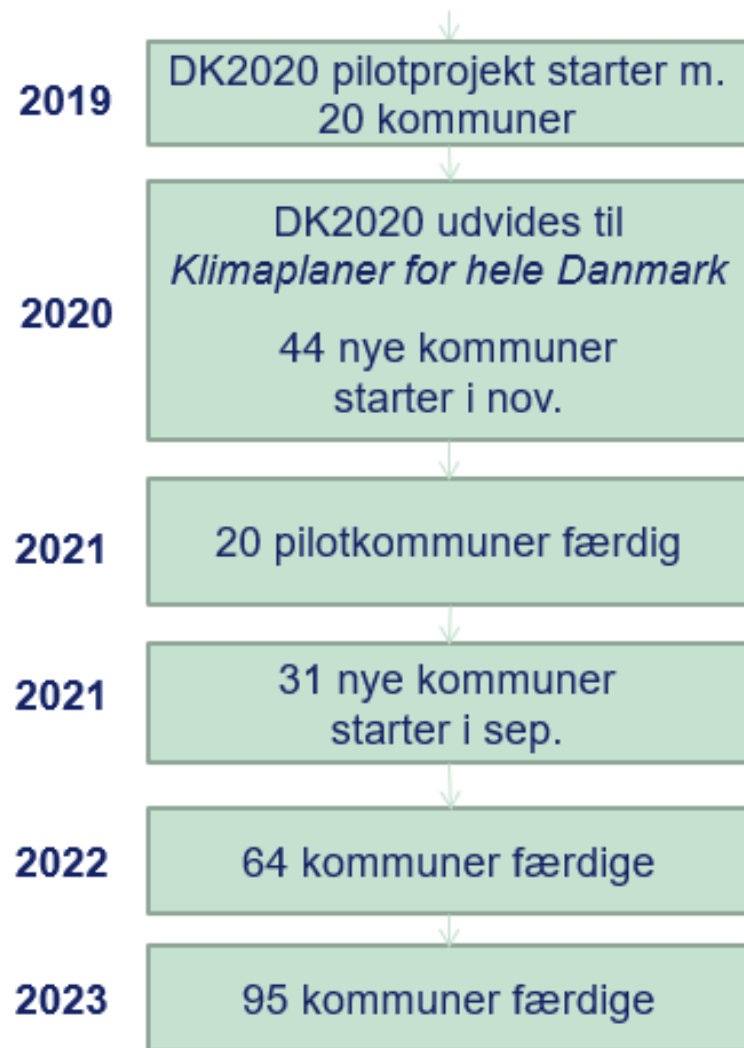 2019
DK2020 pilotprojekt starter m.
20 kommuner
2020
DK2020 udvides til
Klimaplaner for hele Danmark
44 nye kommuner
starter i nov.
2021
20 pilotkommuner færdig
2021
31 nye kommuner
starter i sep.
2022
64 kommuner færdige
2023
95 kommuner færdige